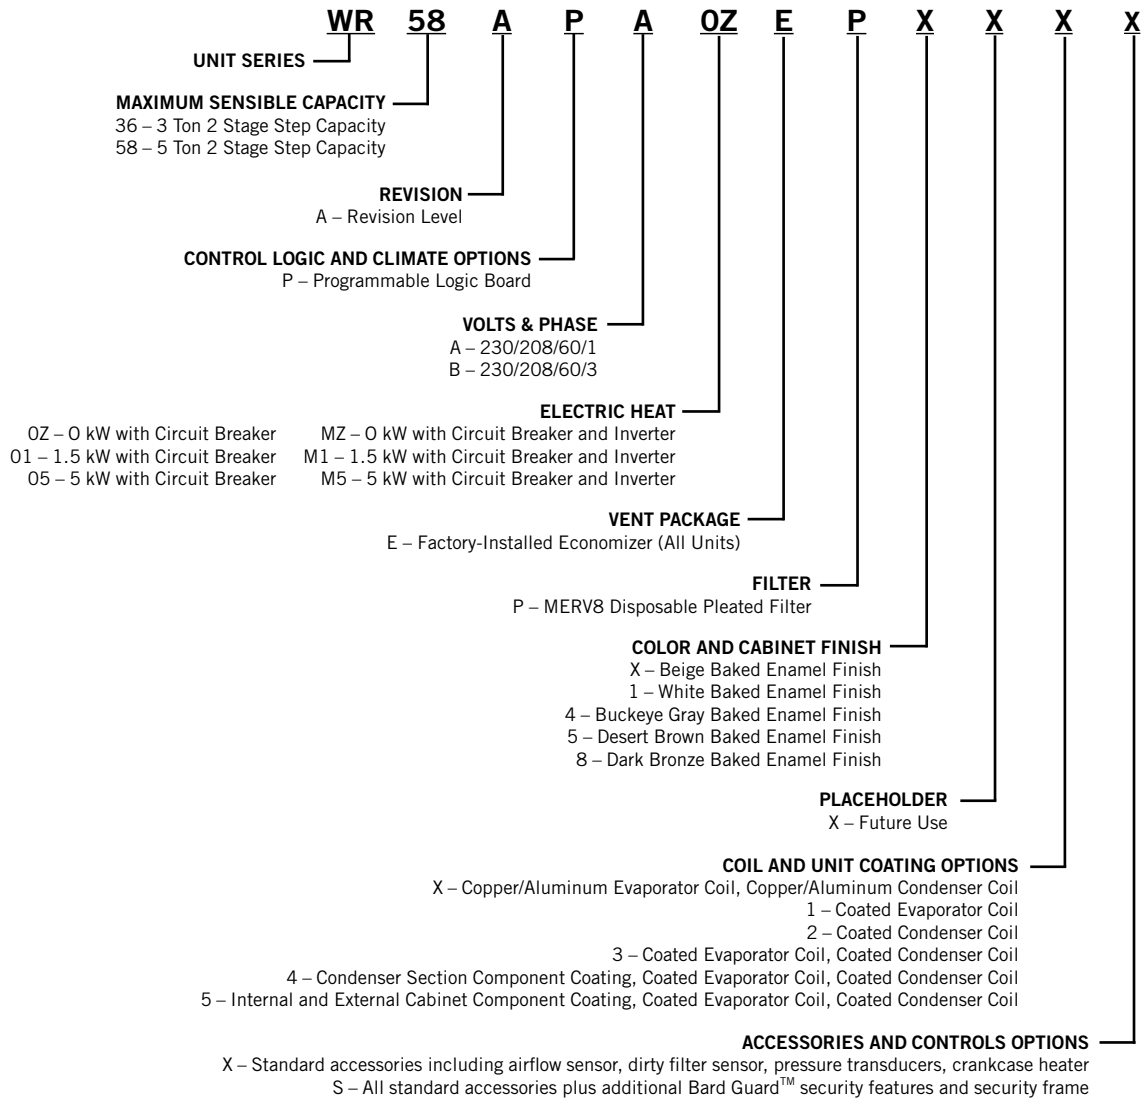 WR 58 A P A 0Z E P X X X X
UNIT SERIES
MAXIMUM SENSIBLE CAPACITY
36 – 3 Ton 2 Stage Step Capacity
58 – 5 Ton 2 Stage Step Capacity
REVISION
A – Revision Level
CONTROL LOGIC AND CLIMATE OPTIONS
P – Programmable Logic Board
VOLTS & PHASE
A – 230/208/60/1
B – 230/208/60/3
ELECTRIC HEAT
0Z – 0 kW with Circuit Breaker MZ – 0 kW with Circuit Breaker and Inverter
01 – 1.5 kW with Circuit Breaker M1 – 1.5 kW with Circuit Breaker and Inverter
05 – 5 kW with Circuit Breaker M5 – 5 kW with Circuit Breaker and Inverter
VENT PACKAGE
E – Factory-Installed Economizer (All Units)
FILTER
P – MERV8 Disposable Pleated Filter
COLOR AND CABINET FINISH
X – Beige Baked Enamel Finish
1 – White Baked Enamel Finish
4 – Buckeye Gray Baked Enamel Finish
5 – Desert Brown Baked Enamel Finish
8 – Dark Bronze Baked Enamel Finish
PLACEHOLDER
X – Future Use
COIL AND UNIT COATING OPTIONS
X – Copper/Aluminum Evaporator Coil, Copper/Aluminum Condenser Coil
1 – Coated Evaporator Coil
2 – Coated Condenser Coil
3 – Coated Evaporator Coil, Coated Condenser Coil
4 – Condenser Section Component Coating, Coated Evaporator Coil, Coated Condenser Coil
5 – Internal and External Cabinet Component Coating, Coated Evaporator Coil, Coated Condenser Coil
ACCESSORIES AND CONTROLS OPTIONS
X – Standard accessories including airflow sensor, dirty filter sensor, pressure transducers, crankcase heater
S – All standard accessories plus additional Bard Guard™ security features and security frame